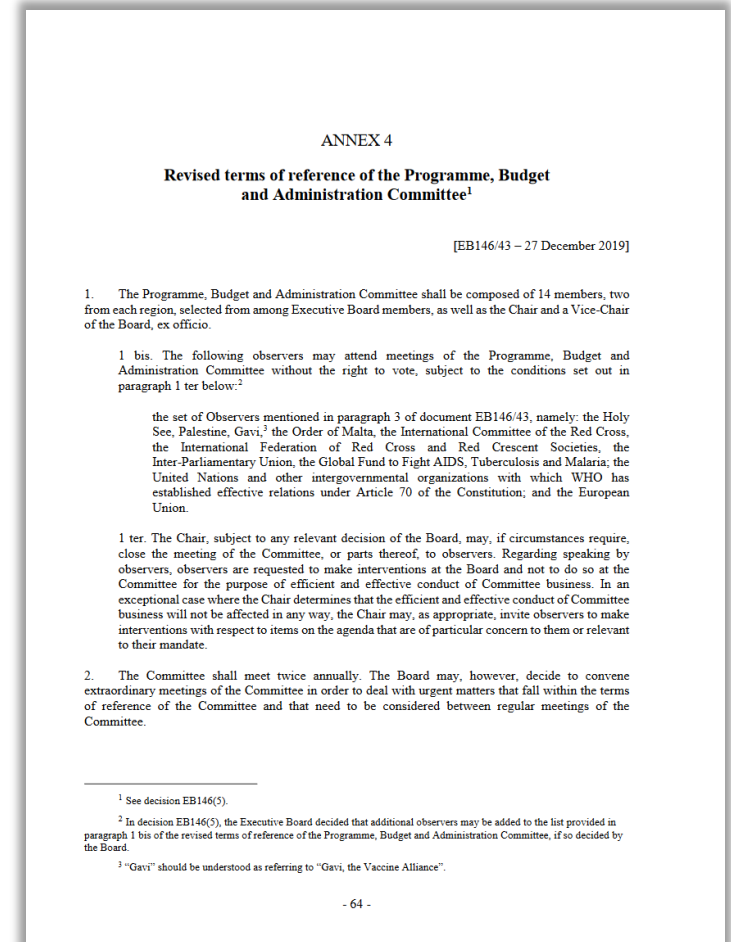 ANNEX 4
Revised terms of reference of the Programme, Budget
and Administration Committee¹
[EB146/43 – 27 December 2019]
1. The Programme, Budget and Administration Committee shall be composed of 14 members, two
from each region, selected from among Executive Board members, as well as the Chair and a Vice-Chair
of the Board, ex officio.
1 bis. The following observers may attend meetings of the Programme, Budget and
Administration Committee without the right to vote, subject to the conditions set out in
paragraph 1 ter below:²
the set of Observers mentioned in paragraph 3 of document EB146/43, namely: the Holy
See, Palestine, Gavi,³ the Order of Malta, the International Committee of the Red Cross,
the International Federation of Red Cross and Red Crescent Societies, the
Inter-Parliamentary Union, the Global Fund to Fight AIDS, Tuberculosis and Malaria; the
United Nations and other intergovernmental organizations with which WHO has
established effective relations under Article 70 of the Constitution; and the European
Union.
1 ter. The Chair, subject to any relevant decision of the Board, may, if circumstances require,
close the meeting of the Committee, or parts thereof, to observers. Regarding speaking by
observers, observers are requested to make interventions at the Board and not to do so at the
Committee for the purpose of efficient and effective conduct of Committee business. In an
exceptional case where the Chair determines that the efficient and effective conduct of Committee
business will not be affected in any way, the Chair may, as appropriate, invite observers to make
interventions with respect to items on the agenda that are of particular concern to them or relevant
to their mandate.
2. The Committee shall meet twice annually. The Board may, however, decide to convene
extraordinary meetings of the Committee in order to deal with urgent matters that fall within the terms
of reference of the Committee and that need to be considered between regular meetings of the
Committee.
¹ See decision EB146(5).
² In decision EB146(5), the Executive Board decided that additional observers may be added to the list provided in
paragraph 1 bis of the revised terms of reference of the Programme, Budget and Administration Committee, if so decided by
the Board.
³ “Gavi” should be understood as referring to “Gavi, the Vaccine Alliance”.
- 64 -